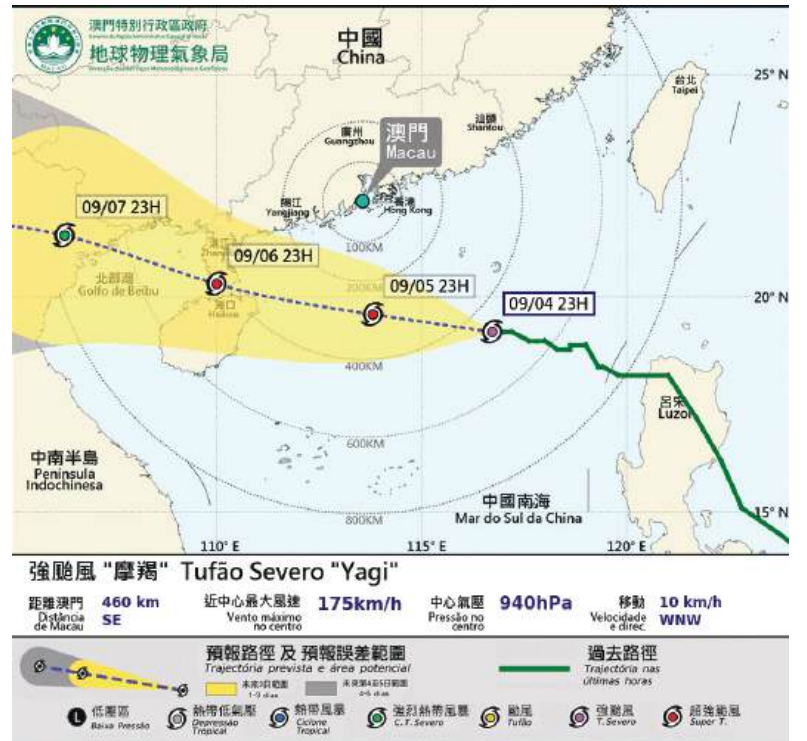 澳門特別行政區政府
地球物理氣象局
中國
China
25° N
台北
Taipei
汕頭
Shantou
廣州
Guangzhou
澳門
Macau
陽江
Yangjiang
香港
Hong Kong
100KM
09/07 23H
09/06 23H
09/05 23H
09/04 23H
北部灣
Golfo de Beibu
海口
20° N
400KM
呂宋
Luzon
中南半島
Peninsula
Indochinesa
600KM
800KM
中國南海
Mar do Sul da China
15° N
110° E
115° E
120° E
強颱風 "摩羯" Tufão Severo "Yagi"
距離澳門 460 km 近中心最大風速 175km/h 中心氣壓 940hPa 移動 10 km/h
Distância de Macau SE Vento máximo no centro Pressão no centro Velocidade e direc. WNW
預報路徑 及 預報誤差範圍
Trajectória prevista e área potencial
過去路徑
Trajectória nas
últimas horas
低壓區 熱帶低氣壓 熱帶風暴 強烈熱帶風暴 颱風 強颱風 超強颱風
L Baixa Pressão Depressão Tropical Ciclone Tropical C.T. Severo Tufão T. Severo Super T.